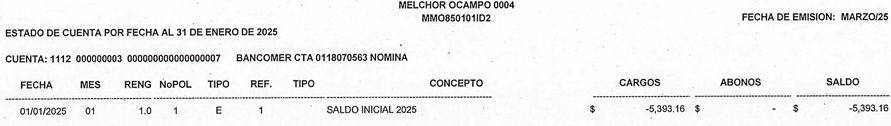 MELCHOR OCAMPO 0004
MMO850101ID2
FECHA DE EMISION: MARZO/25
ESTADO DE CUENTA POR FECHA AL 31 DE ENERO DE 2025
CUENTA: 1112 000000003 000000000000000007 BANCOMER CTA 0118070563 NOMINA
FECHA MES RENG NoPOL TIPO REF. TIPO CONCEPTO CARGOS ABONOS SALDO
01/01/2025 01 1.0 1 E 1 SALDO INICIAL 2025 $ -5,393.16 $ - $ -5,393.16